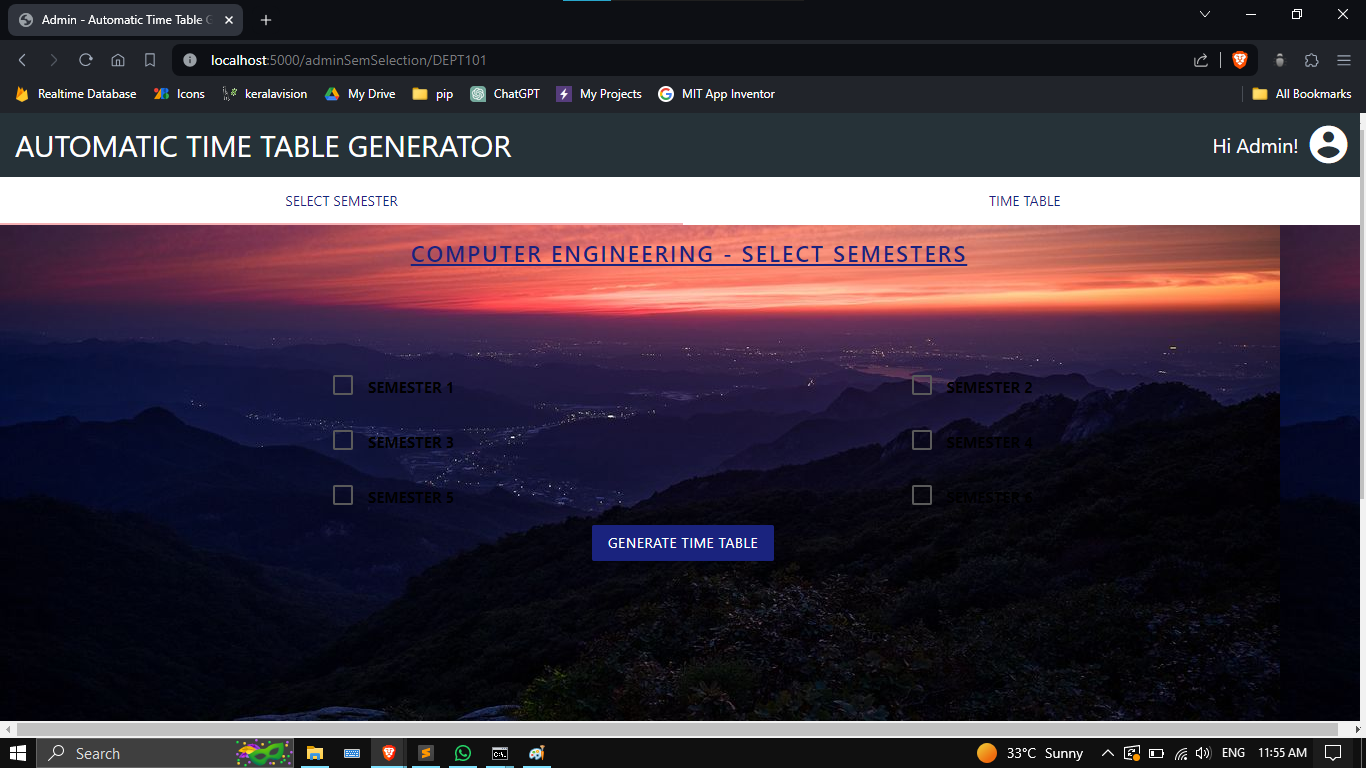 Admin - Automatic Time Table G
localhost:5000/adminSemSelection/DEPT101
Realtime Database Icons keralavision My Drive pip ChatGPT My Projects MIT App Inventor All Bookmarks
AUTOMATIC TIME TABLE GENERATOR Hi Admin!
SELECT SEMESTER TIME TABLE
COMPUTER ENGINEERING - SELECT SEMESTERS
SEMESTER 1 SEMESTER 2
SEMESTER 3 SEMESTER 4
SEMESTER 5 SEMESTER 6
GENERATE TIME TABLE
Search 33°C Sunny ENG 11:55 AM